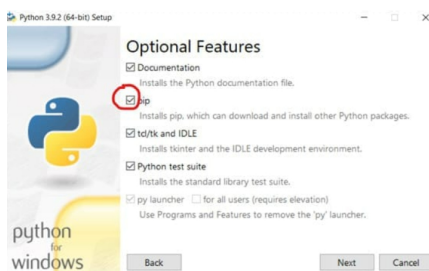 Python 3.9.2 (64-bit) Setup
Optional Features
Documentation
Installs the Python documentation file.
pip
Installs pip, which can download and install other Python packages.
tcl/tk and IDLE
Installs tkinter and the IDLE development environment.
Python test suite
Installs the standard library test suite.
py launcher for all users (requires elevation)
Use Programs and Features to remove the 'py' launcher.
python
for
windows
Back Next Cancel